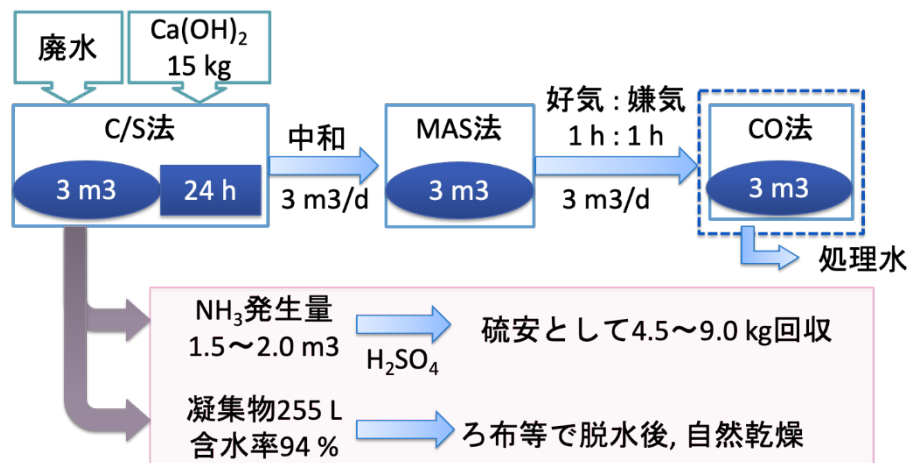 廃水
Ca(OH)₂
15 kg
C/S法
3 m3
24 h
中和
3 m3/d
MAS法
3 m3
好気 : 嫌気
1 h : 1 h
3 m3/d
CO法
3 m3
処理水
NH₃発生量
1.5〜2.0 m3
H₂SO₄
硫安として4.5〜9.0 kg回収
凝集物255 L
含水率94 %
ろ布等で脱水後, 自然乾燥